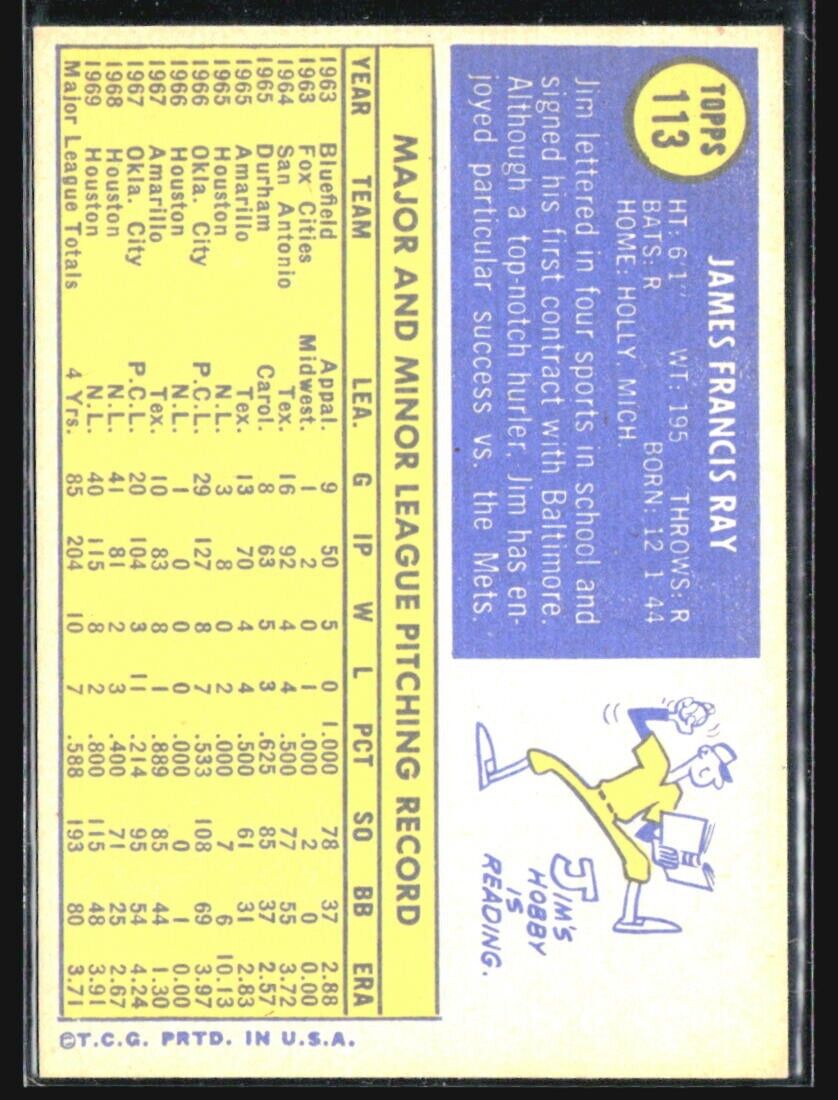 TOPPS
113
JAMES FRANCIS RAY
HT: 6'1" WT: 195 THROWS: R
BATS: R BORN: 12 1 44
HOME: HOLLY, MICH.
Jim lettered in four sports in school and
signed his first contract with Baltimore.
Although a top-notch hurler, Jim has en-
joyed particular success vs. the Mets.
JIM'S
HOBBY
IS
READING.
MAJOR AND MINOR LEAGUE PITCHING RECORD
YEAR TEAM LEA. G IP W L PCT SO BB ERA
1963 Bluefield Appal. 9 50 5 0 1.000 78 37 2.88
1963 Fox Cities Midwest. 1 2 0 0 .000 2 0 0.00
1964 San Antonio Tex. 16 92 4 4 .500 77 55 3.72
1965 Durham Carol. 8 63 5 3 .625 85 37 2.57
1965 Amarillo Tex. 13 70 4 4 .500 61 31 2.83
1965 Houston N.L. 3 8 0 2 .000 7 6 10.13
1966 Okla. City P.C.L. 29 127 8 7 .533 108 69 3.97
1966 Houston N.L. 1 0 0 0 .000 0 1 0.00
1967 Amarillo Tex. 10 83 8 1 .889 85 44 1.30
1967 Okla. City P.C.L. 20 104 3 11 .214 95 54 4.24
1968 Houston N.L. 41 81 2 3 .400 71 25 2.67
1969 Houston N.L. 40 115 8 2 .800 115 48 3.91
Major League Totals 4 Yrs. 85 204 10 7 .588 193 80 3.71
©T.C.G. PRTD. IN U.S.A.